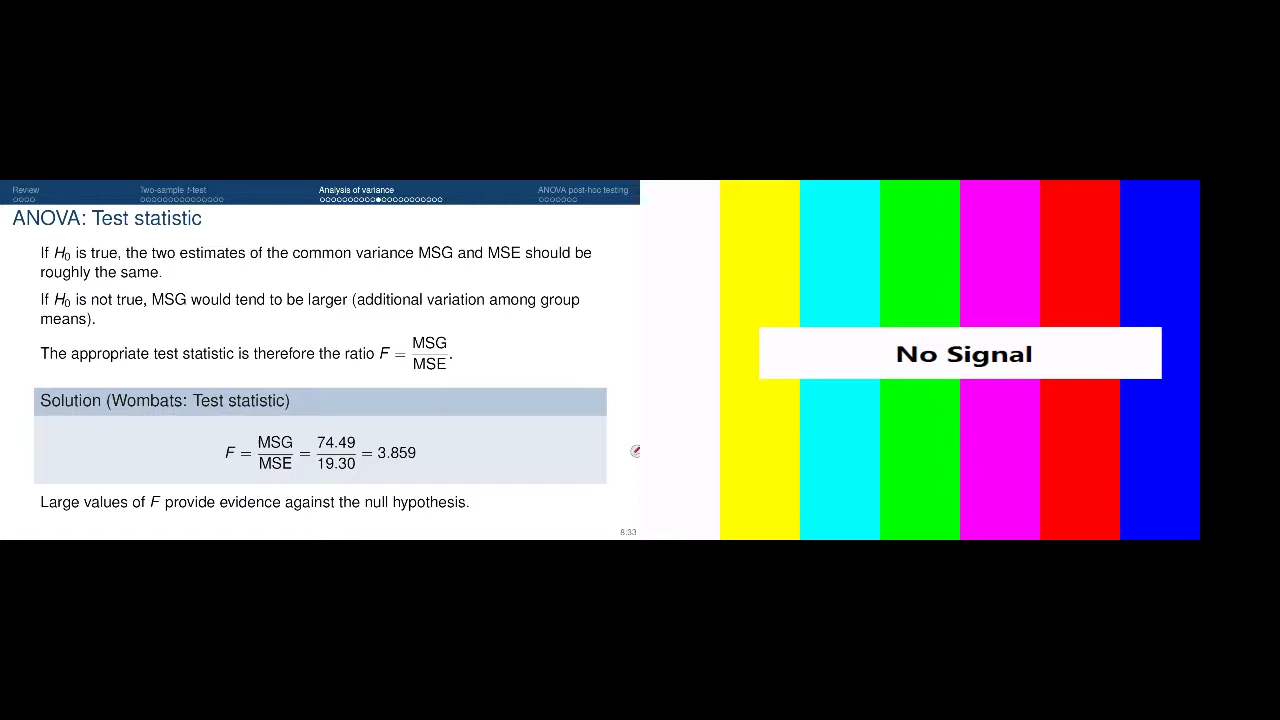 Review Two-sample t-test Analysis of variance ANOVA post-hoc testing
ANOVA: Test statistic
If H0 is true, the two estimates of the common variance MSG and MSE should be
roughly the same.
If H0 is not true, MSG would tend to be larger (additional variation among group
means).
The appropriate test statistic is therefore the ratio F = MSG/MSE.
Solution (Wombats: Test statistic)
F = MSG/MSE = 74.49/19.30 = 3.859
Large values of F provide evidence against the null hypothesis.
8:33
No Signal